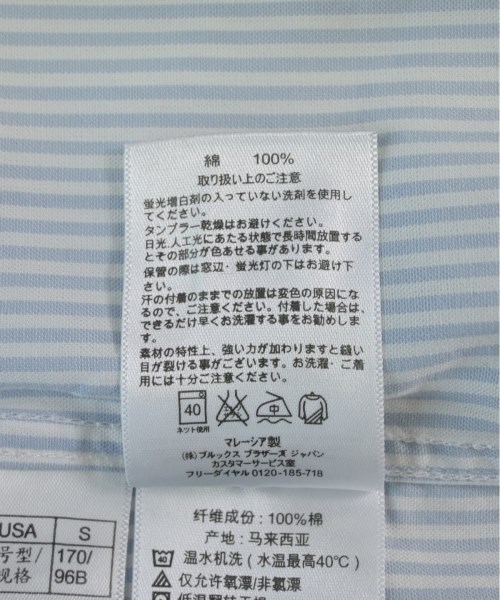 綿 100%
取り扱い上のご注意
蛍光増白剤の入っていない洗剤を使用し
てください。
タンブラー乾燥はお避けください。
日光.人工光にあたる状態で長時間放置する
とその部分が色あせる事があります。
保管の際は窓辺・蛍光灯の下はお避け下
さい。
汗の付着のままでの放置は変色の原因にな
るので、ご注意ください。付着した場合は、
できるだけ早くお洗濯する事をお勧めしま
す。
素材の特性上、強い力が加わりますと縫い
目が裂ける事がございます。お洗濯・ご着
用には十分ご注意ください。
40 中
ネット使用
マレーシア製
(株)ブルックス ブラザーズ ジャパン
カスタマーサービス室
フリーダイヤル 0120-185-718
USA S
号型/ 170/
规格 96B
纤维成份:100%棉
产地:马来西亚
40 温水机洗(水温最高40℃)
仅允许氧漂/非氯漂